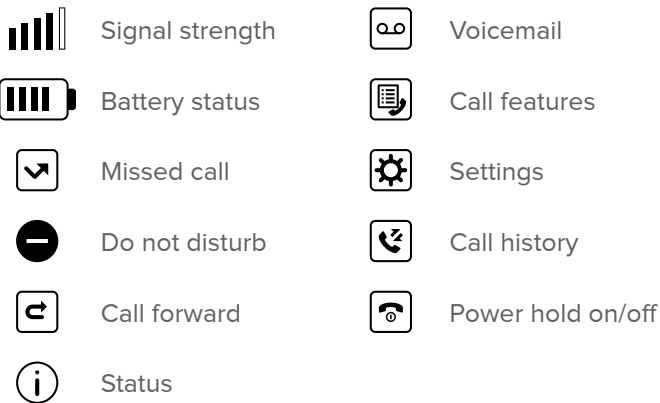 Signal strength
Battery status
Missed call
Do not disturb
Call forward
Status
Voicemail
Call features
Settings
Call history
Power hold on/off